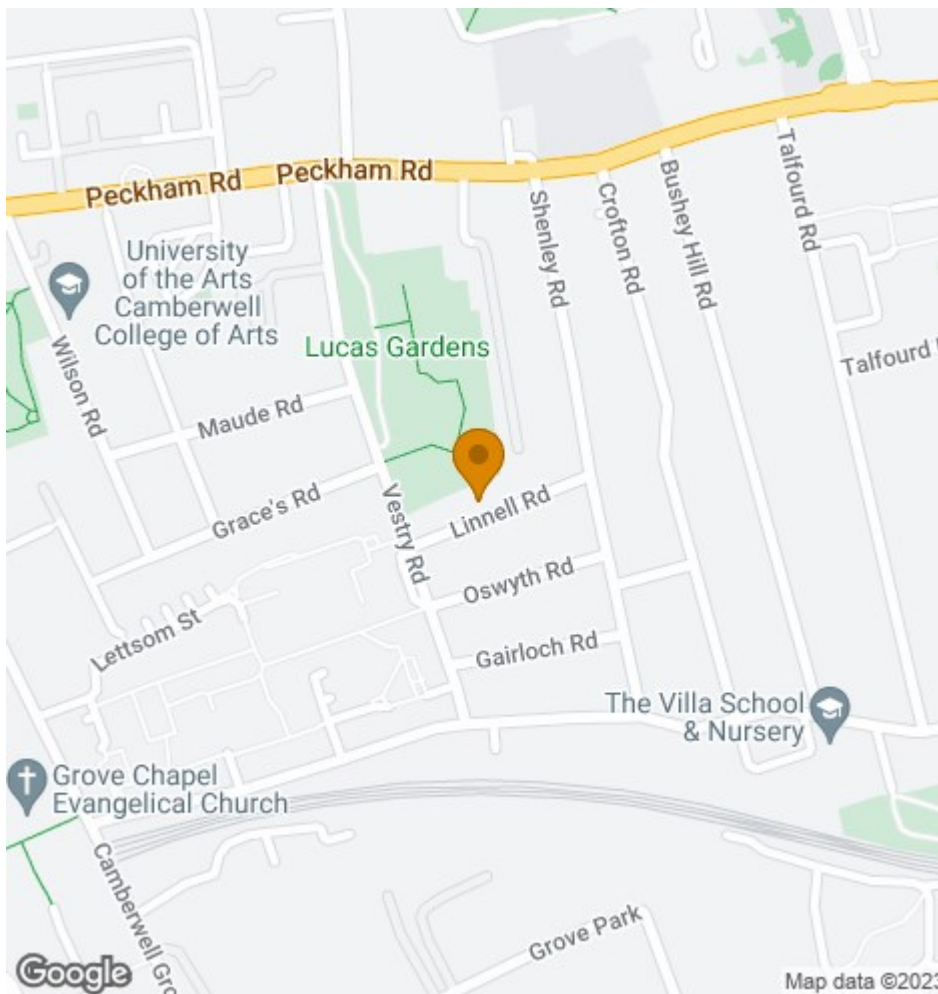 Peckham Rd
Peckham Rd
Talfourd Rd
Bushey Hill Rd
Crofton Rd
Shenley Rd
University
of the Arts
Camberwell
College of Arts
Wilson Rd
Lucas Gardens
Talfourd
Maude Rd
Grace's Rd
Vestry Rd
Linnell Rd
Oswyth Rd
Lettsom St
Gairloch Rd
The Villa School
& Nursery
Grove Chapel
Evangelical Church
Camberwell Gro
Grove Park
Google
Map data ©2023